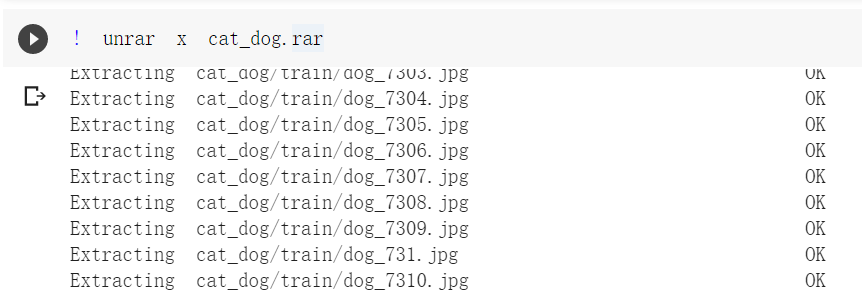 ! unrar x cat_dog.rar
Extracting cat_dog/train/dog_7303.jpg OK
Extracting cat_dog/train/dog_7304.jpg OK
Extracting cat_dog/train/dog_7305.jpg OK
Extracting cat_dog/train/dog_7306.jpg OK
Extracting cat_dog/train/dog_7307.jpg OK
Extracting cat_dog/train/dog_7308.jpg OK
Extracting cat_dog/train/dog_7309.jpg OK
Extracting cat_dog/train/dog_731.jpg OK
Extracting cat_dog/train/dog_7310.jpg OK